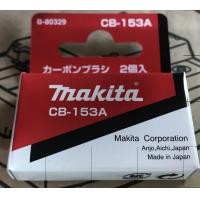 B-80329
CB-153A
カーボンブラシ 2個入
makita
CB-153A
Makita Corporation
Anjo, Aichi, Japan
Made in Japan